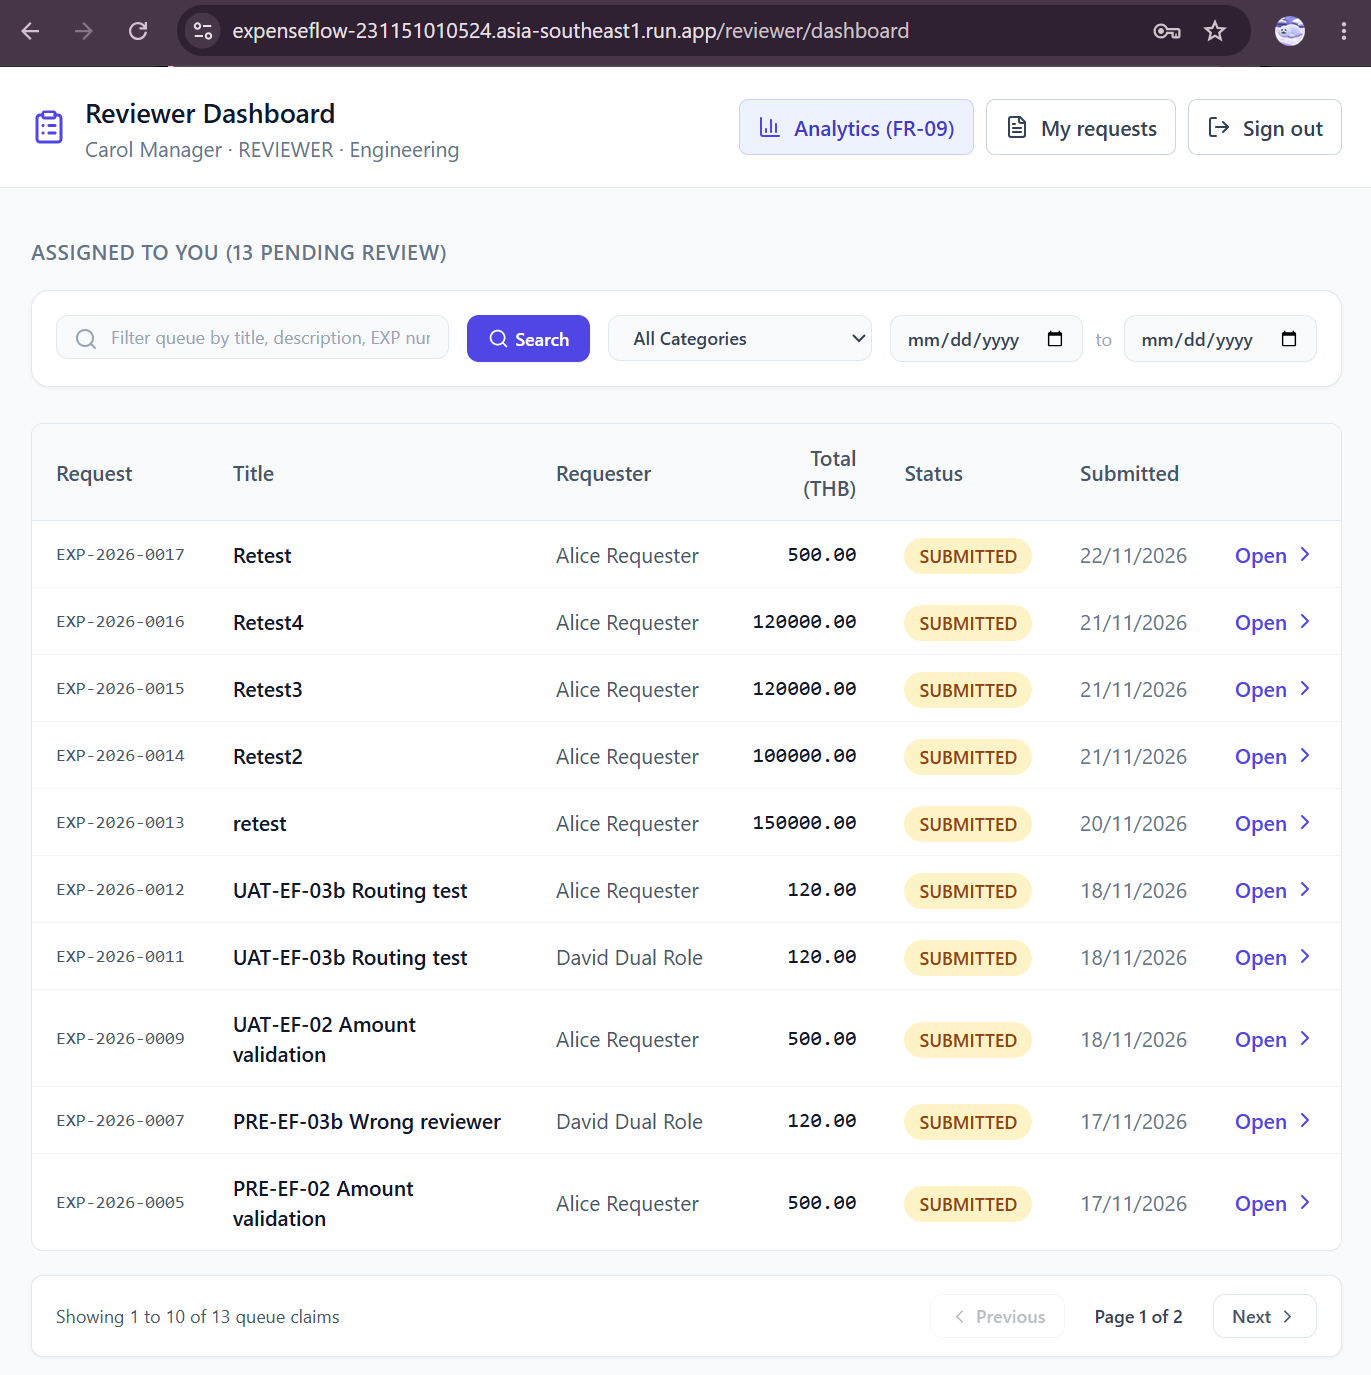 expenseflow-231151010524.asia-southeast1.run.app/reviewer/dashboard
Reviewer Dashboard
Carol Manager · REVIEWER · Engineering
Analytics (FR-09)
My requests
Sign out
ASSIGNED TO YOU (13 PENDING REVIEW)
Filter queue by title, description, EXP nur
Search
All Categories
mm/dd/yyyy
to
mm/dd/yyyy
Request Title Requester Total (THB) Status Submitted
EXP-2026-0017 Retest Alice Requester 500.00 SUBMITTED 22/11/2026 Open
EXP-2026-0016 Retest4 Alice Requester 120000.00 SUBMITTED 21/11/2026 Open
EXP-2026-0015 Retest3 Alice Requester 120000.00 SUBMITTED 21/11/2026 Open
EXP-2026-0014 Retest2 Alice Requester 100000.00 SUBMITTED 21/11/2026 Open
EXP-2026-0013 retest Alice Requester 150000.00 SUBMITTED 20/11/2026 Open
EXP-2026-0012 UAT-EF-03b Routing test Alice Requester 120.00 SUBMITTED 18/11/2026 Open
EXP-2026-0011 UAT-EF-03b Routing test David Dual Role 120.00 SUBMITTED 18/11/2026 Open
EXP-2026-0009 UAT-EF-02 Amount validation Alice Requester 500.00 SUBMITTED 18/11/2026 Open
EXP-2026-0007 PRE-EF-03b Wrong reviewer David Dual Role 120.00 SUBMITTED 17/11/2026 Open
EXP-2026-0005 PRE-EF-02 Amount validation Alice Requester 500.00 SUBMITTED 17/11/2026 Open
Showing 1 to 10 of 13 queue claims
Previous
Page 1 of 2
Next